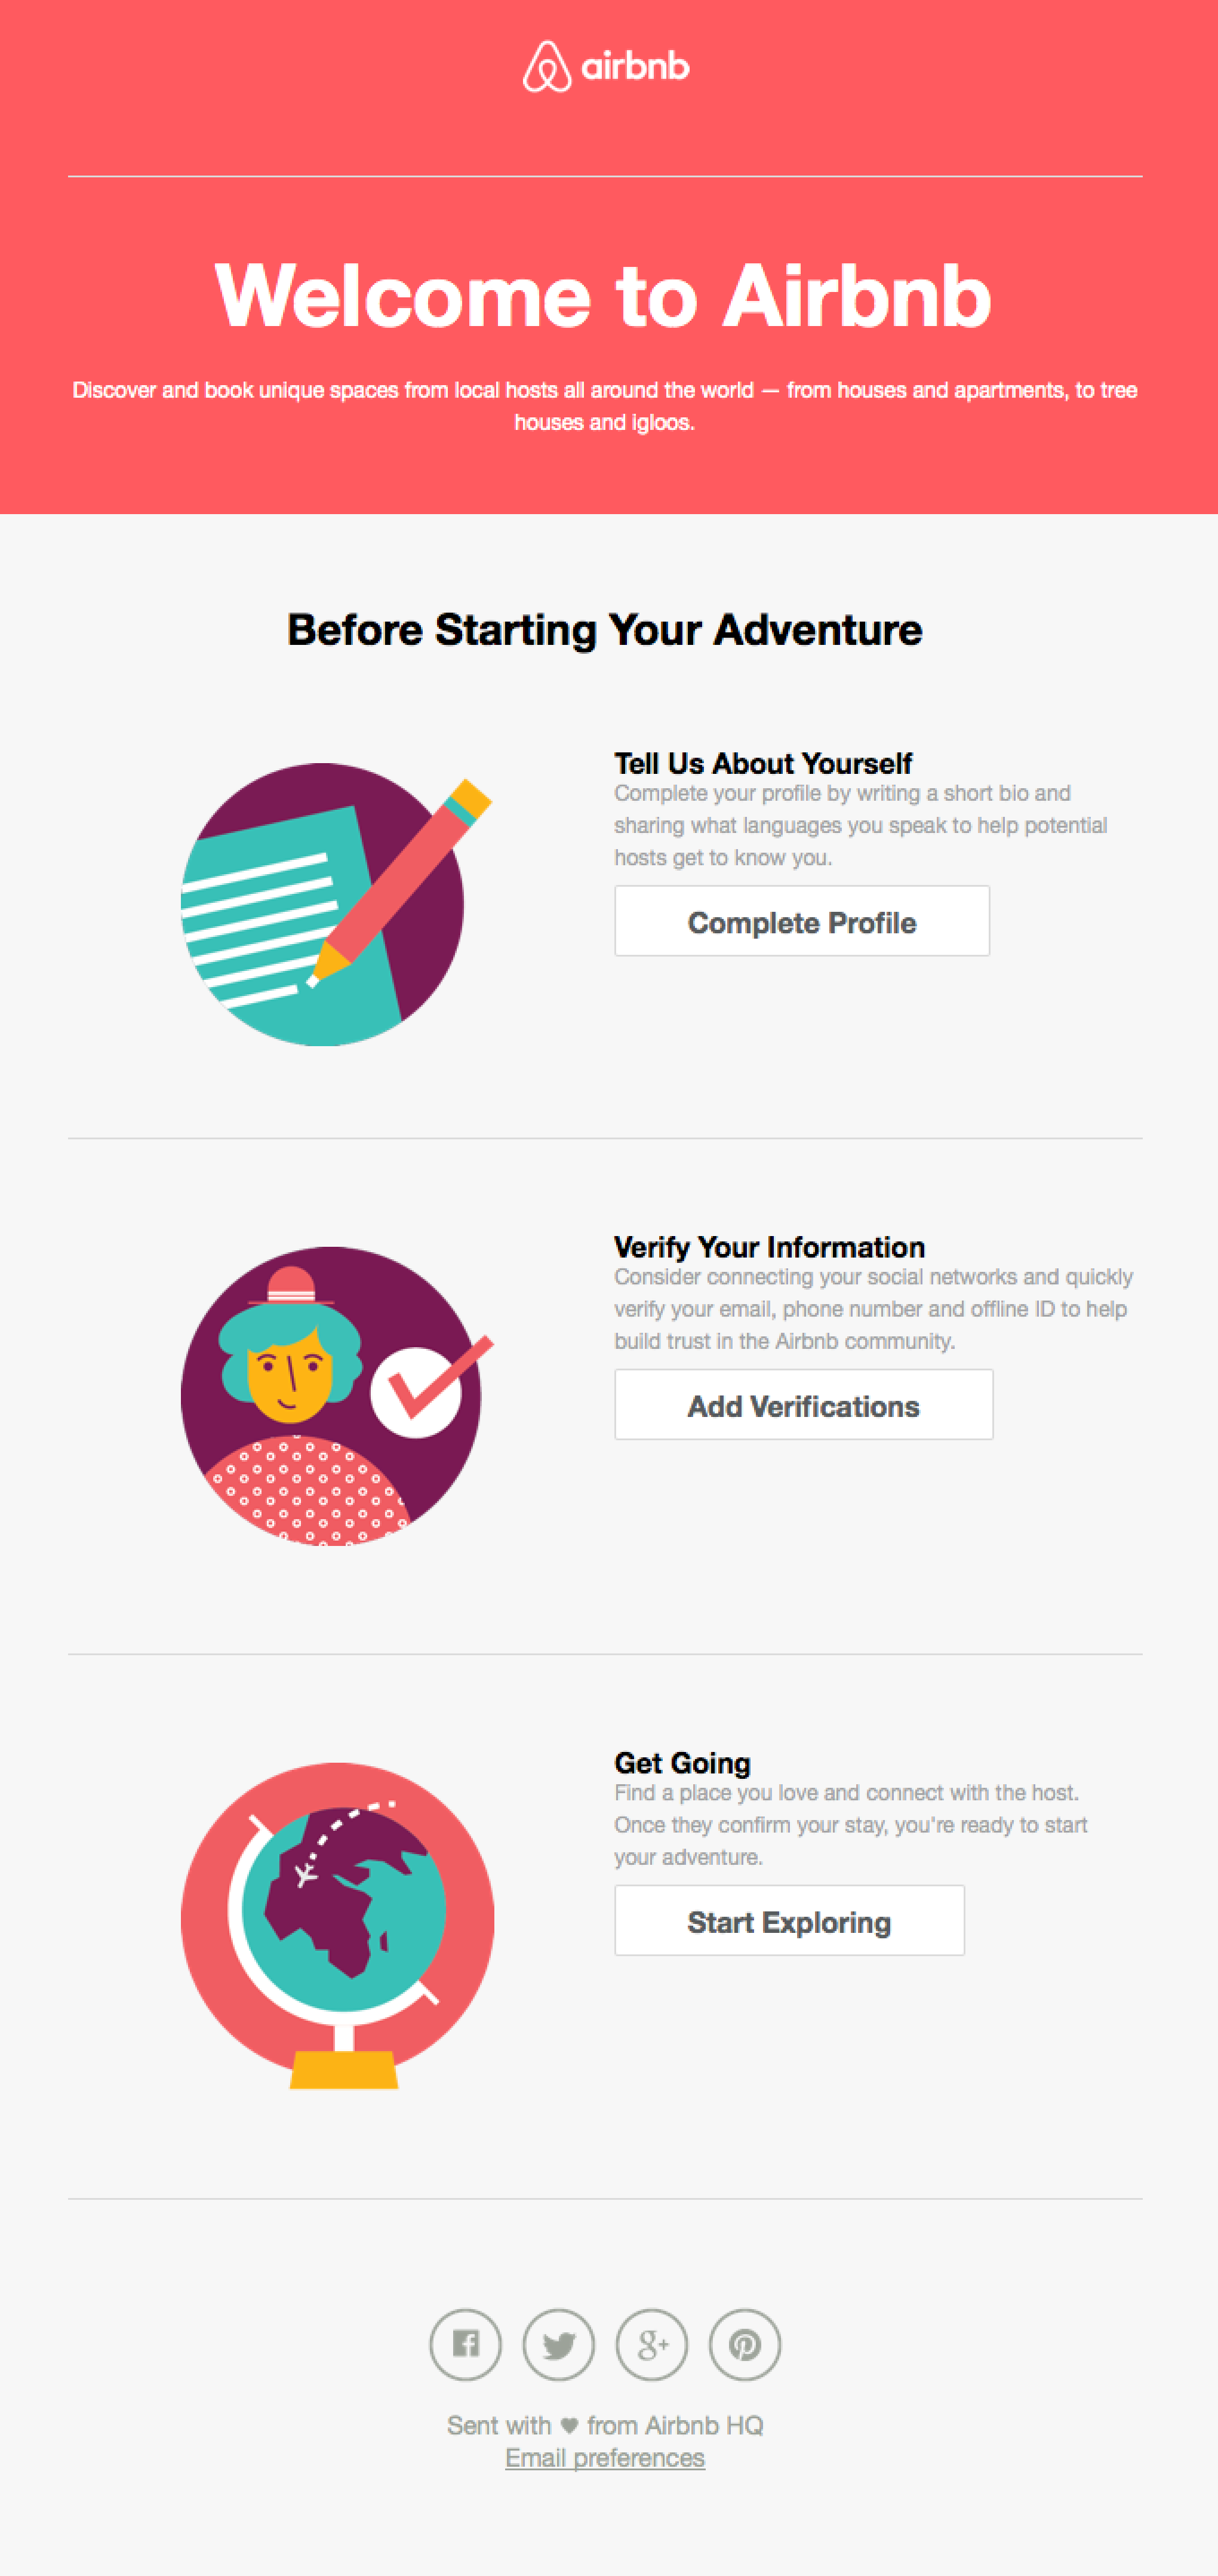 airbnb
Welcome to Airbnb
Discover and book unique spaces from local hosts all around the world — from houses and apartments, to tree
houses and igloos.
Before Starting Your Adventure
Tell Us About Yourself
Complete your profile by writing a short bio and
sharing what languages you speak to help potential
hosts get to know you.
Complete Profile
Verify Your Information
Consider connecting your social networks and quickly
verify your email, phone number and offline ID to help
build trust in the Airbnb community.
Add Verifications
Get Going
Find a place you love and connect with the host.
Once they confirm your stay, you're ready to start
your adventure.
Start Exploring
Sent with ♥ from Airbnb HQ
Email preferences